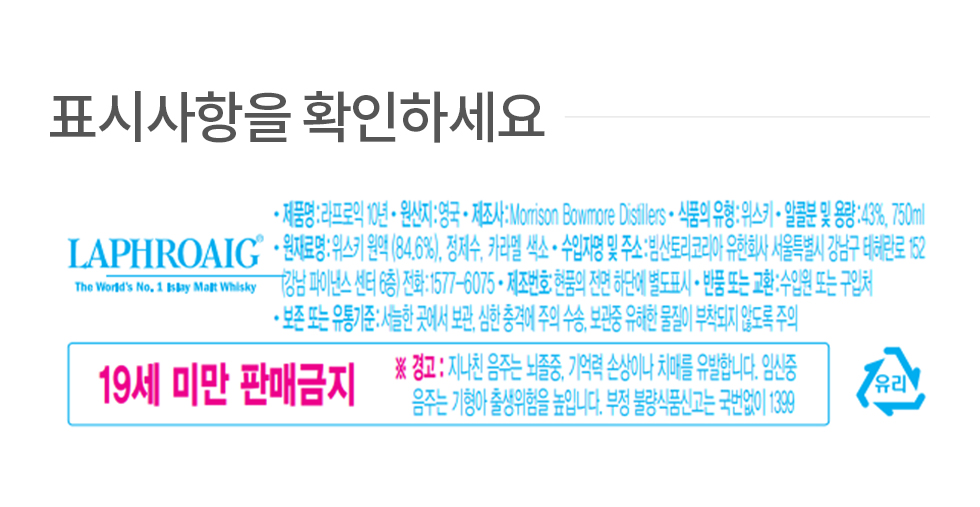 표시사항을 확인하세요
• 제품명:라프로익 10년 • 원산지:영국 • 제조사:Morrison Bowmore Distillers • 식품의 유형:위스키 • 알콜분 및 용량:43%, 750ml
LAPHROAIG®
• 원재료명:위스키 원액(84.6%), 정제수, 카라멜 색소 • 수입자명 및 주소:빔산토리코리아 유한회사 서울특별시 강남구 테헤란로 152
The World's No. 1 Islay Malt Whisky
(강남 파이낸스 센터 6층) 전화:1577-6075 • 제조번호:현품의 전면 하단에 별도표시 • 반품 또는 교환:수입원 또는 구입처
• 보존 또는 유통기준:서늘한 곳에서 보관, 심한 충격에 주의 수송, 보관중 유해한 물질이 부착되지 않도록 주의
19세 미만 판매금지
※ 경고 : 지나친 음주는 뇌졸중, 기억력 손상이나 치매를 유발합니다. 임신중
음주는 기형아 출생위험을 높입니다. 부정 불량식품신고는 국번없이 1399
유리